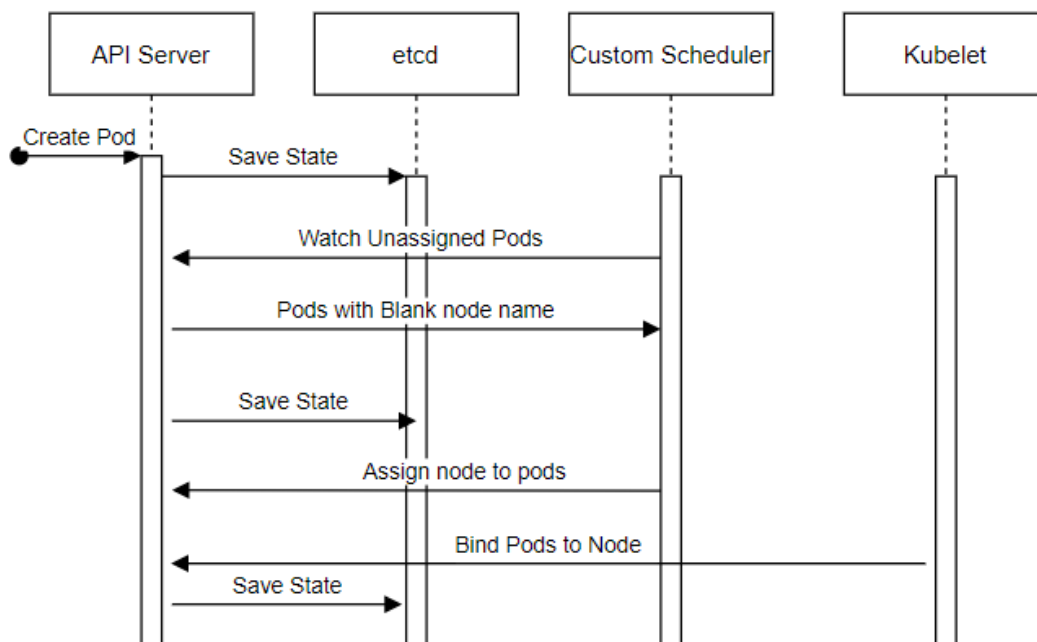 API Server
etcd
Custom Scheduler
Kubelet
Create Pod
Save State
Watch Unassigned Pods
Pods with Blank node name
Save State
Assign node to pods
Bind Pods to Node
Save State